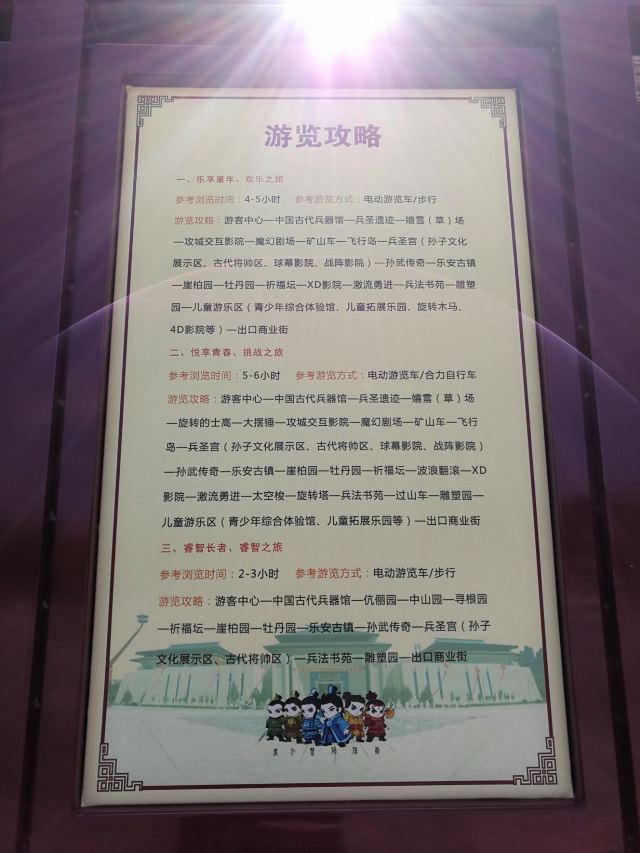 游览攻略
一、乐享童年、欢乐之旅
参考浏览时间：4-5小时 参考游览方式：电动游览车/步行
游览攻略：游客中心—中国古代兵器馆—兵圣遗迹—嬉雪（草）场
—攻城交互影院—魔幻剧场—矿山车—飞行岛—兵圣宫（孙子文化
展示区、古代将帅区、球幕影院、战阵影院）—孙武传奇—乐安古镇
—崖柏园—牡丹园—祈福坛—XD影院—激流勇进—兵法书苑—雕塑
园—儿童游乐区（青少年综合体验馆、儿童拓展乐园、旋转木马、
4D影院等）—出口商业街
二、悦享青春、挑战之旅
参考浏览时间：5-6小时 参考游览方式：电动游览车/合力自行车
游览攻略：游客中心—中国古代兵器馆—兵圣遗迹—嬉雪（草）场
—旋转的士高—大摆锤—攻城交互影院—魔幻剧场—矿山车—飞行
岛—兵圣宫（孙子文化展示区、古代将帅区、球幕影院、战阵影院）
—孙武传奇—乐安古镇—崖柏园—牡丹园—祈福坛—波浪翻滚—XD
影院—激流勇进—太空梭—旋转塔—兵法书苑—过山车—雕塑园—
儿童游乐区（青少年综合体验馆、儿童拓展乐园等）—出口商业街
三、睿智长者、睿智之旅
参考浏览时间：2-3小时 参考游览方式：电动游览车/步行
游览攻略：游客中心—中国古代兵器馆—伉俪园—中山园—寻根园
—祈福坛—崖柏园—牡丹园—乐安古镇—孙武传奇—兵圣宫（孙子
文化展示区、古代将帅区）—兵法书苑—雕塑园—出口商业街